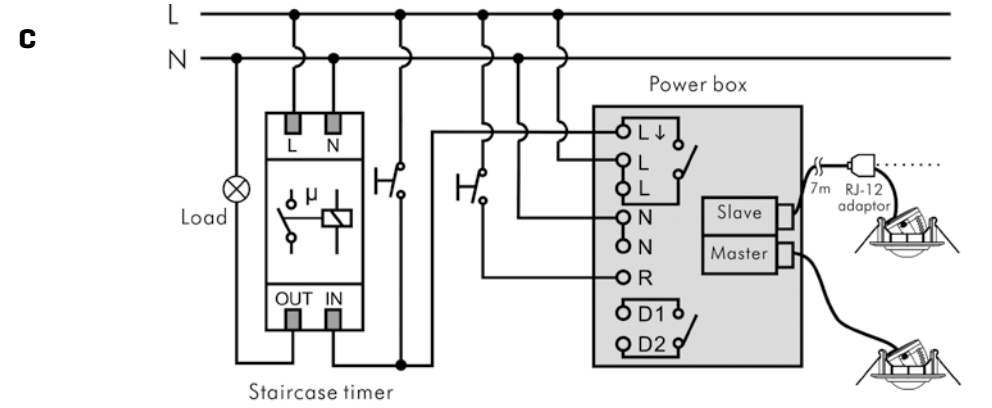 C
L
N
Power box
L N
L ↓
L
L
N
N
R
D1
D2
Slave
Master
7m
RJ-12
adaptor
µ
Load
OUT IN
Staircase timer